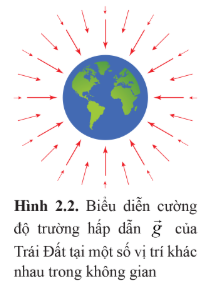 Hình 2.2. Biểu diễn cường
độ trường hấp dẫn g⃗ của
Trái Đất tại một số vị trí khác
nhau trong không gian